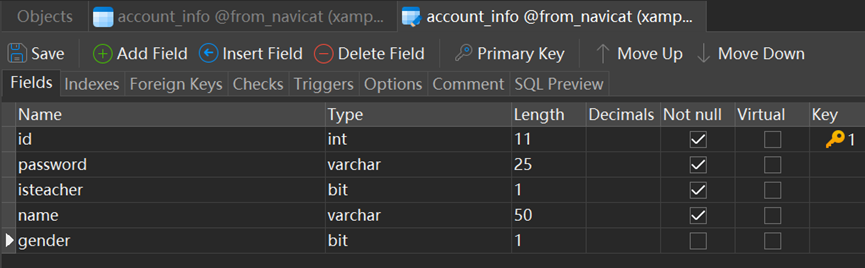 Objects account_info @from_navicat (xamp... account_info @from_navicat (xamp...
Save Add Field Insert Field Delete Field Primary Key Move Up Move Down
Fields Indexes Foreign Keys Checks Triggers Options Comment SQL Preview
Name Type Length Decimals Not null Virtual Key
id int 11 1
password varchar 25
isteacher bit 1
name varchar 50
gender bit 1